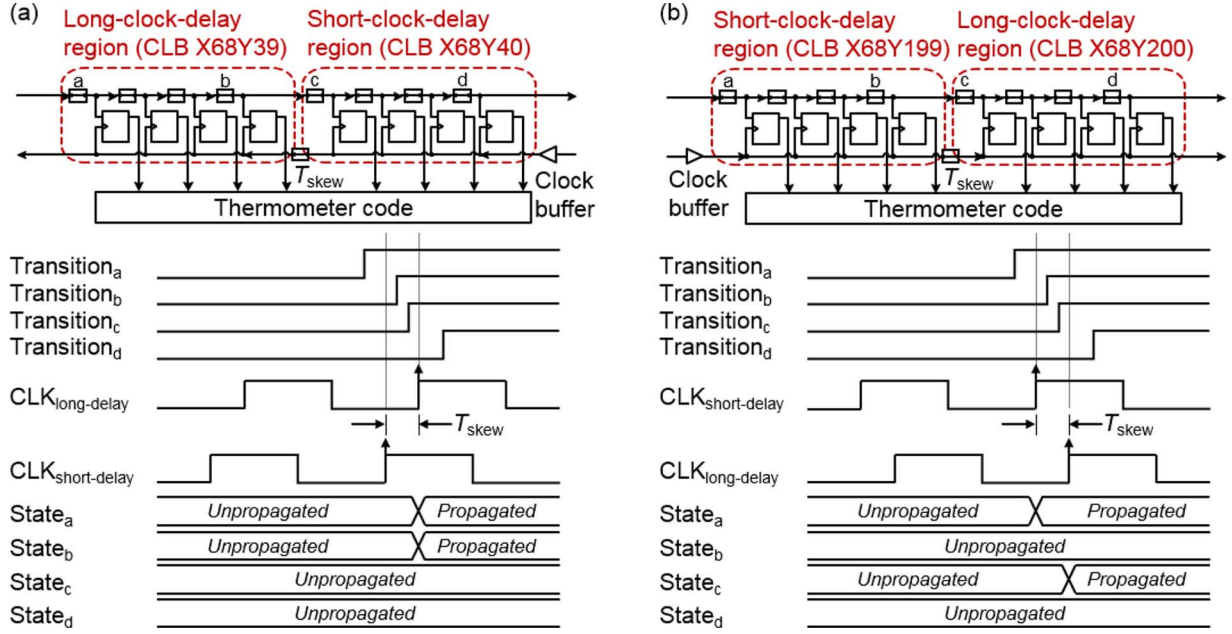 (a)
Long-clock-delay
region (CLB X68Y39)
Short-clock-delay
region (CLB X68Y40)
a
b
c
d
Tskew
Clock
buffer
Thermometer code
Transitiona
Transitionb
Transitionc
Transitiond
CLKlong-delay
Tskew
CLKshort-delay
Statea
Unpropagated
Propagated
Stateb
Unpropagated
Propagated
Statec
Unpropagated
Stated
Unpropagated
(b)
Short-clock-delay
region (CLB X68Y199)
Long-clock-delay
region (CLB X68Y200)
a
b
c
d
Tskew
Clock
buffer
Thermometer code
Transitiona
Transitionb
Transitionc
Transitiond
CLKshort-delay
Tskew
CLKlong-delay
Statea
Unpropagated
Propagated
Stateb
Unpropagated
Statec
Unpropagated
Propagated
Stated
Unpropagated